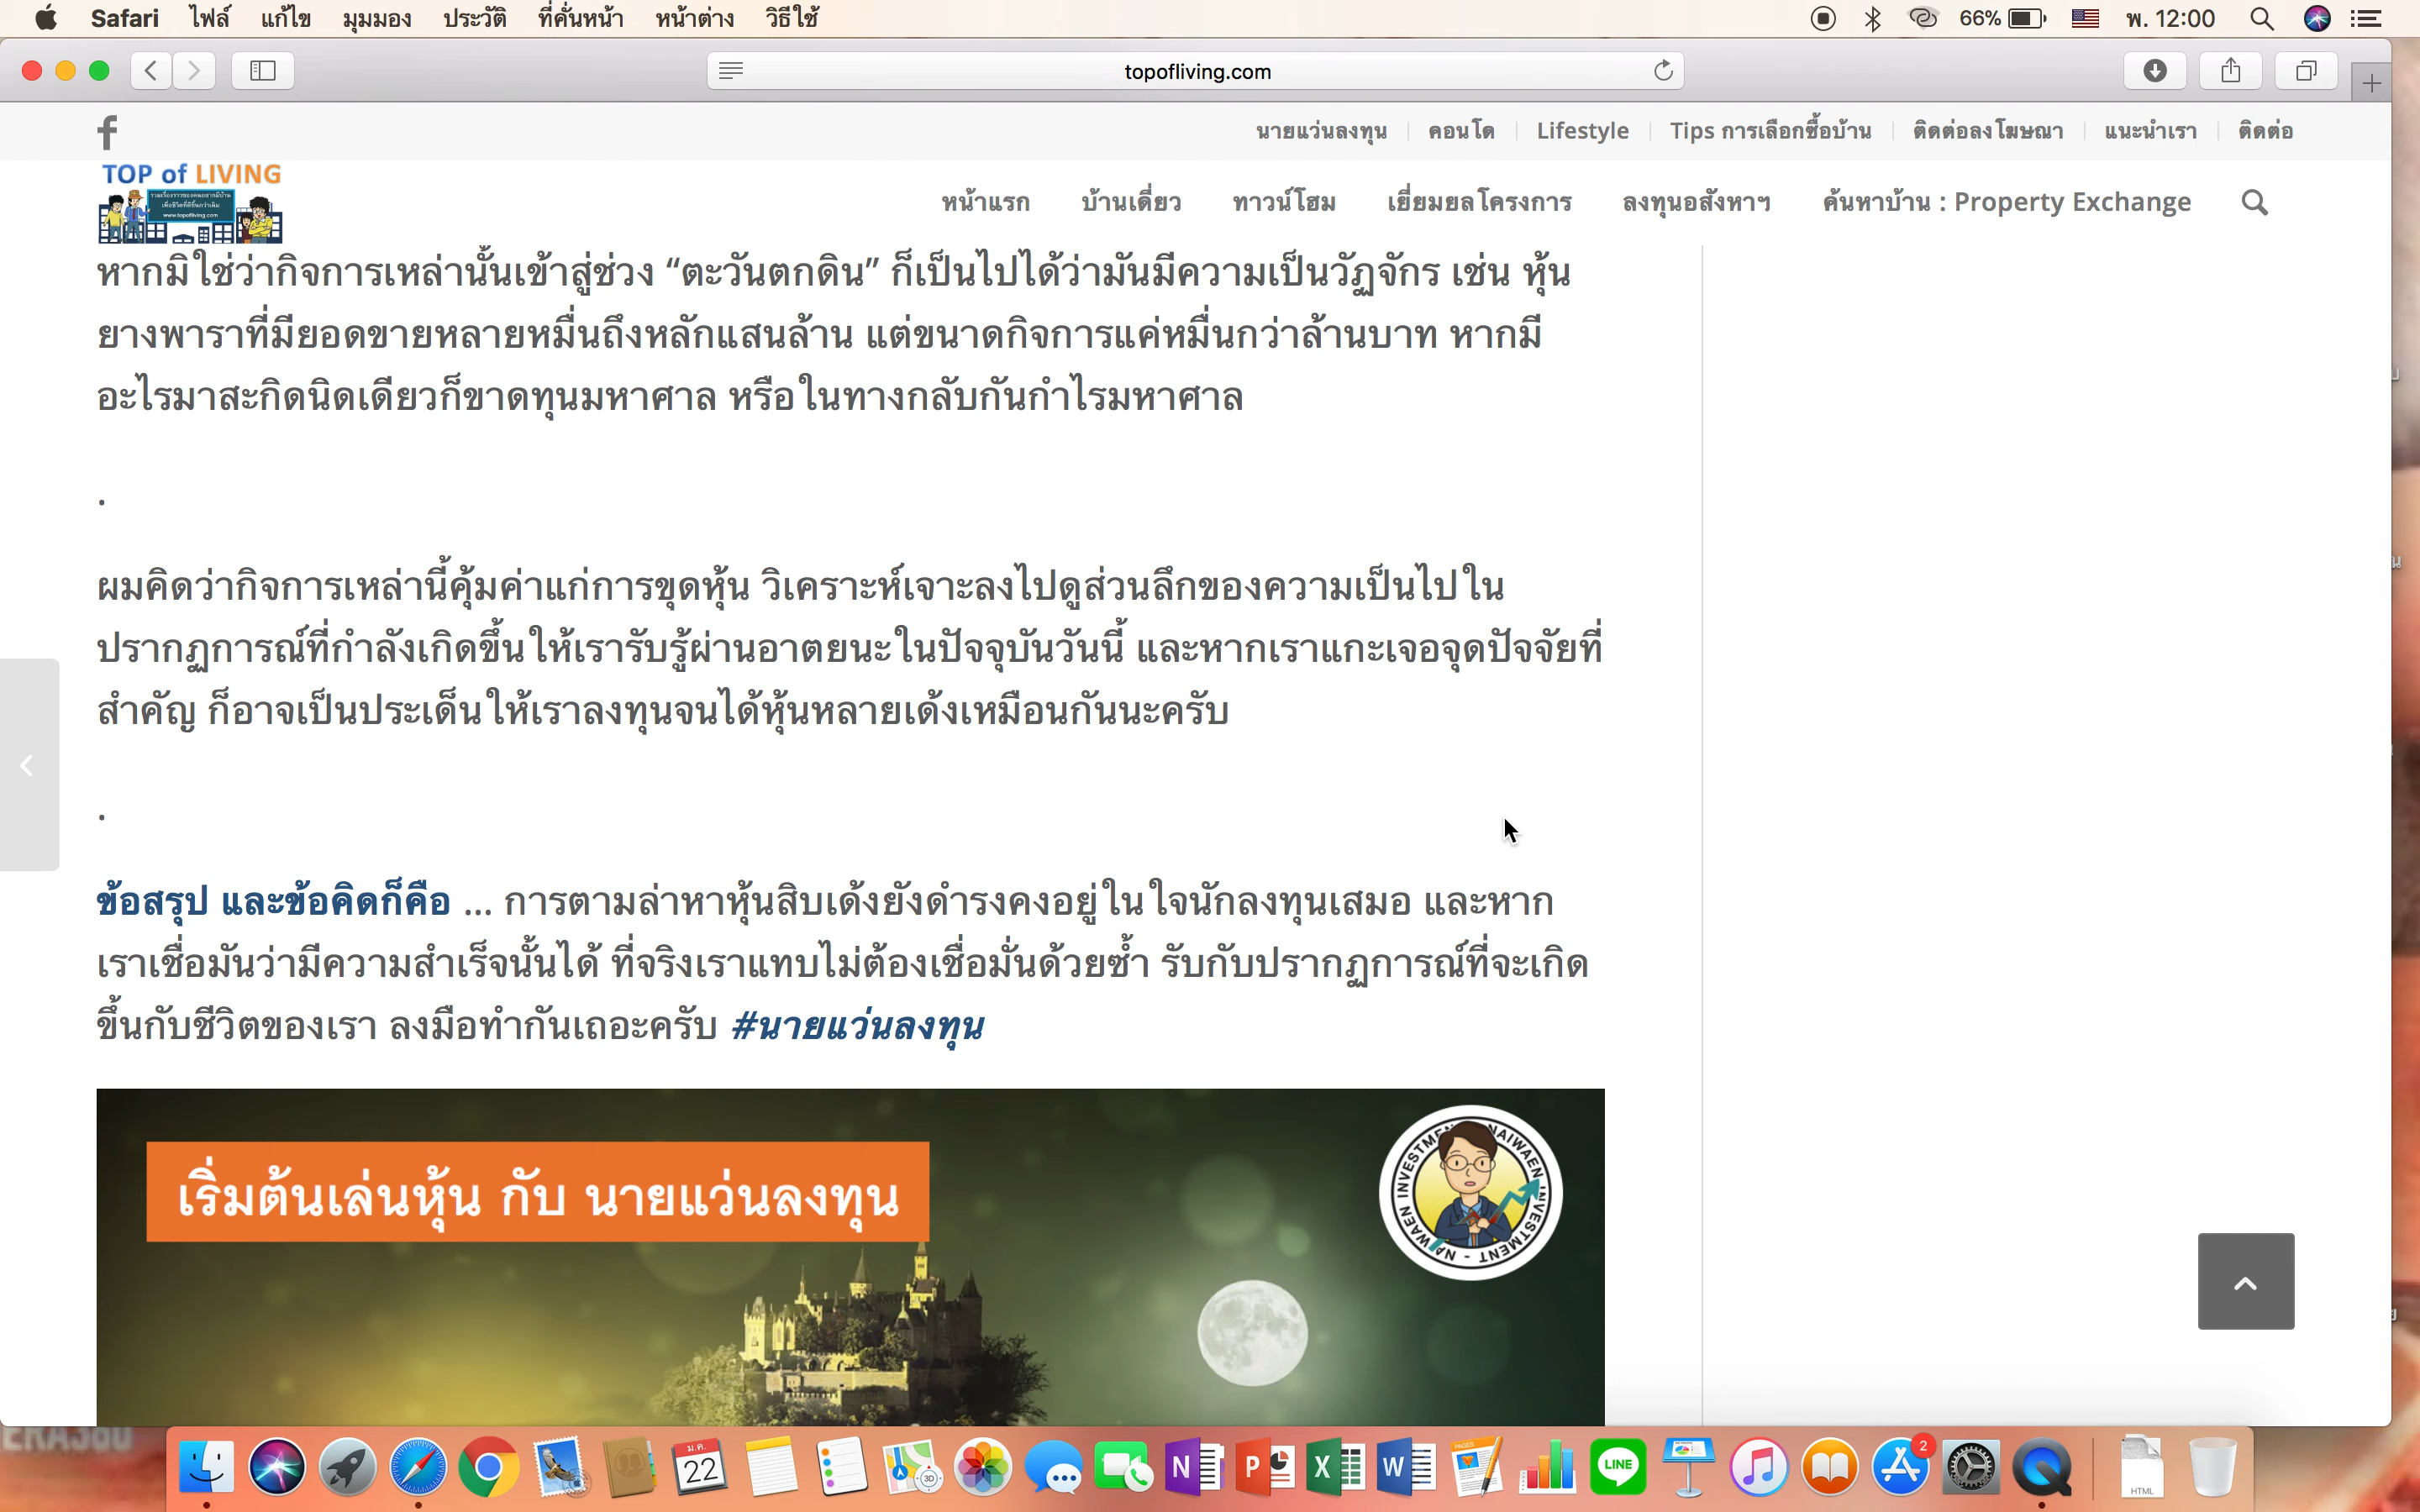 Safari ไฟล์ แก้ไข มุมมอง ประวัติ ที่คั่นหน้า หน้าต่าง วิธีใช้ 66% พ. 12:00
topofliving.com
นายแว่นลงทุน คอนโด Lifestyle Tips การเลือกซื้อบ้าน ติดต่อลงโฆษณา แนะนำเรา ติดต่อ
TOP of LIVING
www.topofliving.com
หน้าแรก บ้านเดี่ยว ทาวน์โฮม เยี่ยมยลโครงการ ลงทุนอสังหาฯ ค้นหาบ้าน : Property Exchange
หากมิใช่ว่ากิจการเหล่านั้นเข้าสู่ช่วง “ตะวันตกดิน” ก็เป็นไปได้ว่ามันมีความเป็นวัฏจักร เช่น หุ้น
ยางพาราที่มียอดขายหลายหมื่นถึงหลักแสนล้าน แต่ขนาดกิจการแค่หมื่นกว่าล้านบาท หากมี
อะไรมาสะกิดนิดเดียวก็ขาดทุนมหาศาล หรือในทางกลับกันกำไรมหาศาล
.
ผมคิดว่ากิจการเหล่านี้คุ้มค่าแก่การขุดหุ้น วิเคราะห์เจาะลงไปดูส่วนลึกของความเป็นไปใน
ปรากฏการณ์ที่กำลังเกิดขึ้นให้เรารับรู้ผ่านอาตยนะในปัจจุบันวันนี้ และหากเราแกะเจอจุดปัจจัยที่
สำคัญ ก็อาจเป็นประเด็นให้เราลงทุนจนได้หุ้นหลายเด้งเหมือนกันนะครับ
.
ข้อสรุป และข้อคิดก็คือ ... การตามล่าหาหุ้นสิบเด้งยังดำรงคงอยู่ในใจนักลงทุนเสมอ และหาก
เราเชื่อมันว่ามีความสำเร็จนั้นได้ ที่จริงเราแทบไม่ต้องเชื่อมั่นด้วยซ้ำ รับกับปรากฏการณ์ที่จะเกิด
ขึ้นกับชีวิตของเรา ลงมือทำกันเถอะครับ #นายแว่นลงทุน
เริ่มต้นเล่นหุ้น กับ นายแว่นลงทุน
NAIWAEN INVESTMENT - NAIWAEN INVESTMENT
ม.ค.
22
3D
N P X W
PAGES
LINE
2
HTML